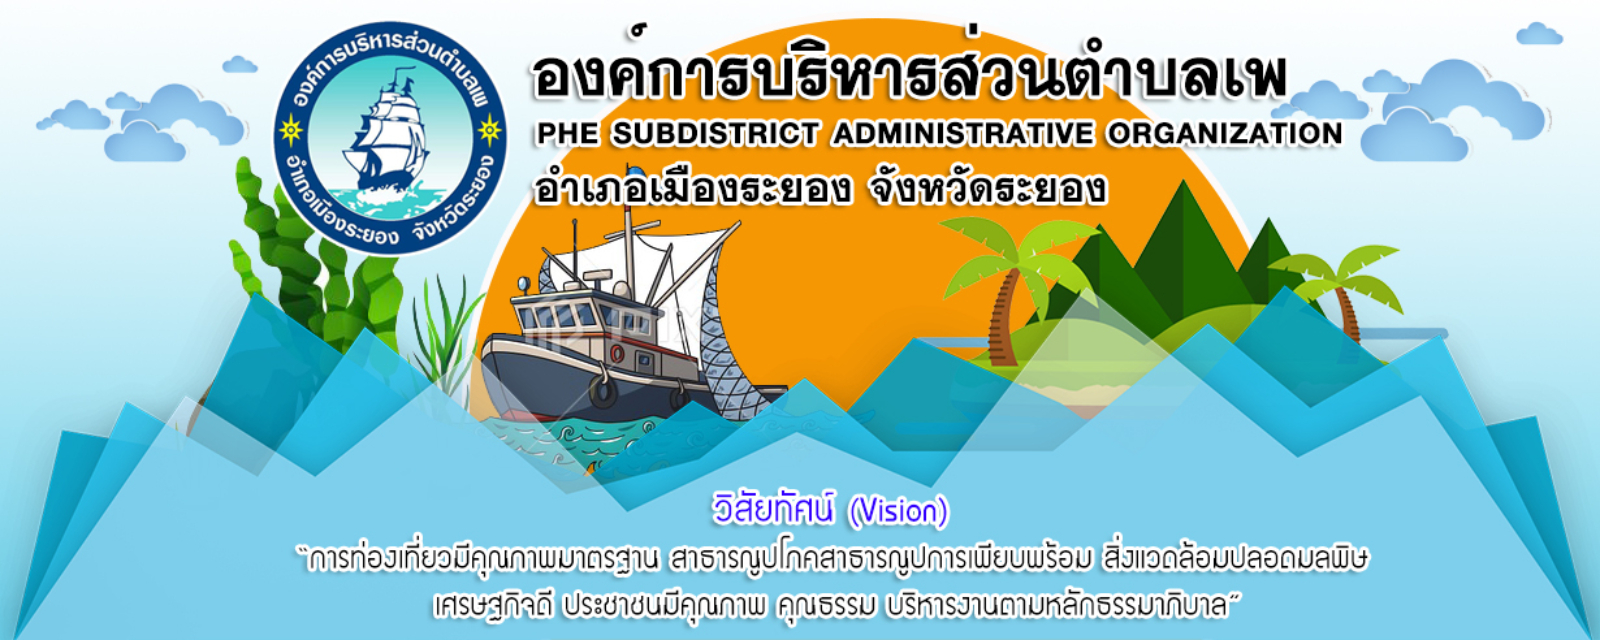 องค์การบริหารส่วนตำบลเพ
อำเภอเมืองระยอง จังหวัดระยอง
องค์การบริหารส่วนตำบลเพ
PHE SUBDISTRICT ADMINISTRATIVE ORGANIZATION
อำเภอเมืองระยอง จังหวัดระยอง
วิสัยทัศน์ (Vision)
“การท่องเที่ยวมีคุณภาพมาตรฐาน สาธารณูปโภคสาธารณูปการเพียบพร้อม สิ่งแวดล้อมปลอดมลพิษ
เศรษฐกิจดี ประชาชนมีคุณภาพ คุณธรรม บริหารงานตามหลักธรรมาภิบาล”